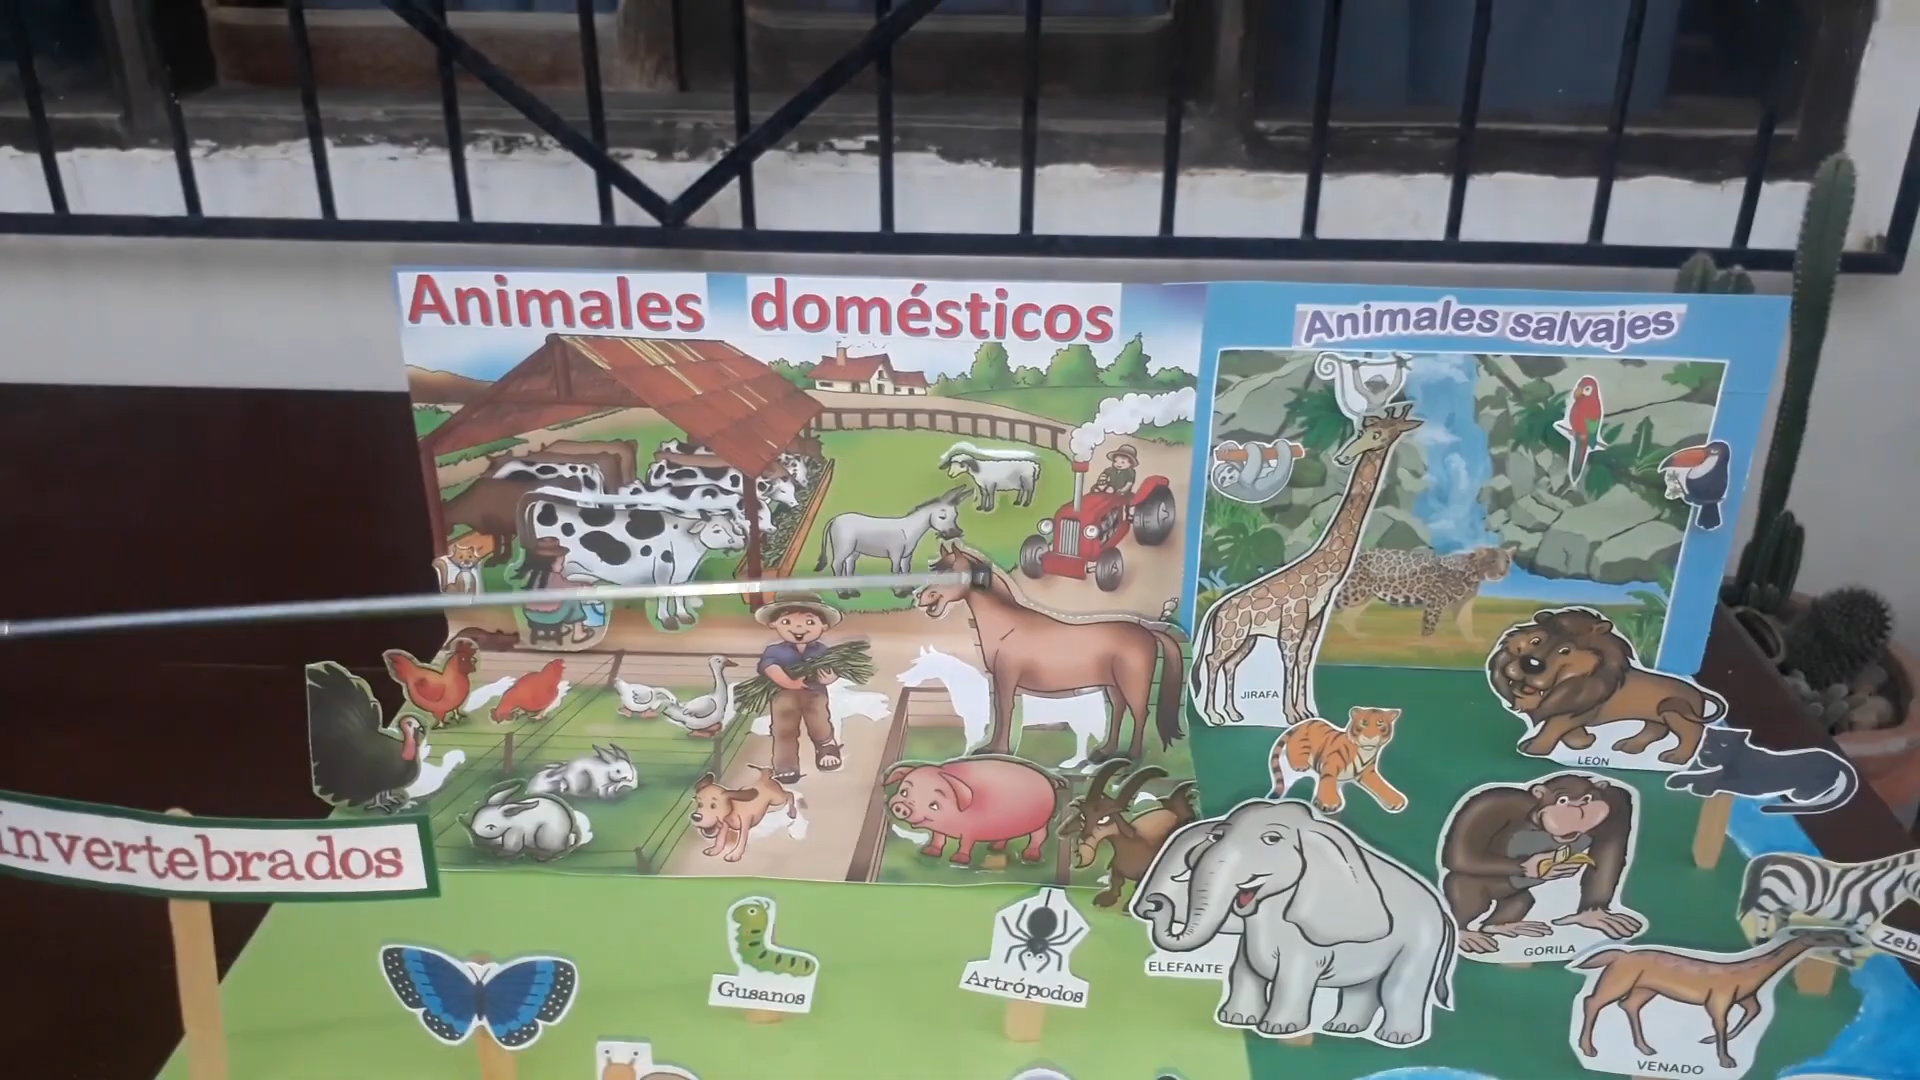 Animales domésticos
Animales salvajes
JIRAFA
LEON
invertebrados
GORILA
ELEFANTE
Gusanos
Artrópodos
VENADO